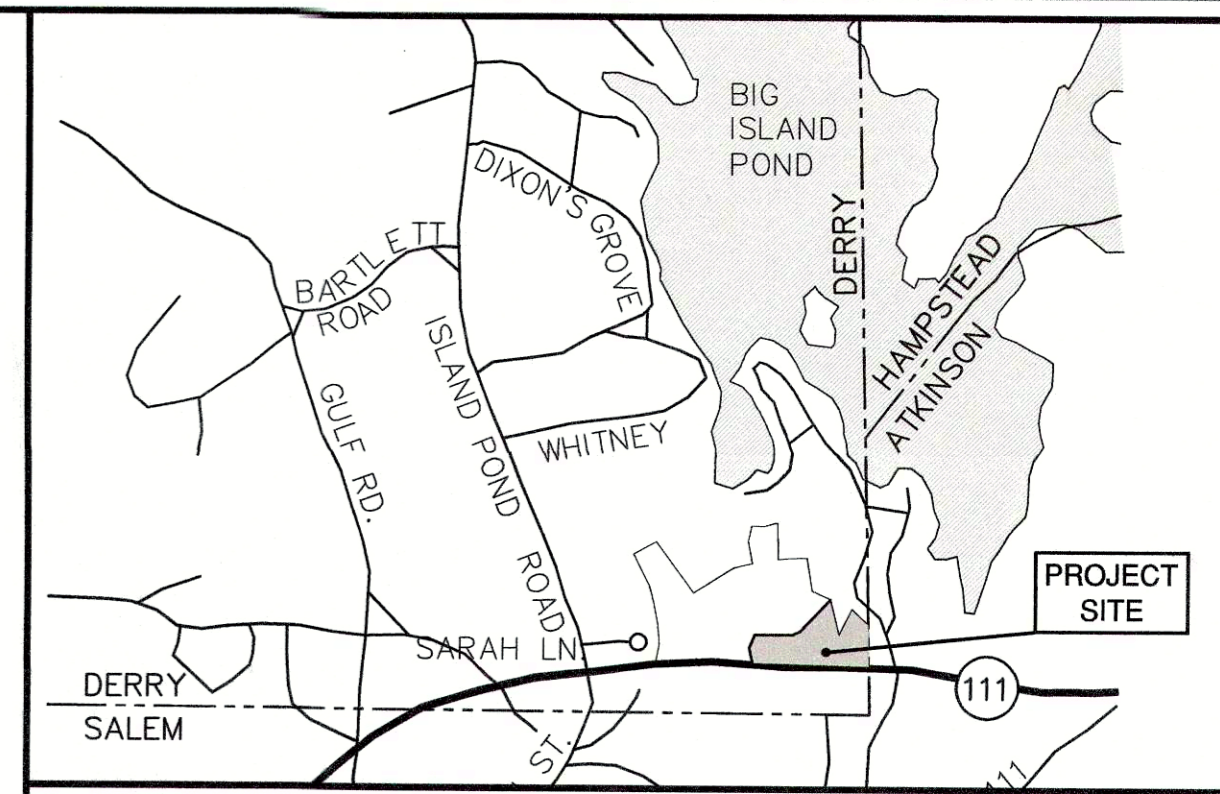 BIG
ISLAND
POND
DIXON'S GROVE
DERRY
BARTLETT
ROAD
HAMPSTEAD
ATKINSON
ISLAND POND ROAD
GULF RD.
WHITNEY
PROJECT
SITE
SARAH LN.
DERRY
SALEM
111
ST.
111